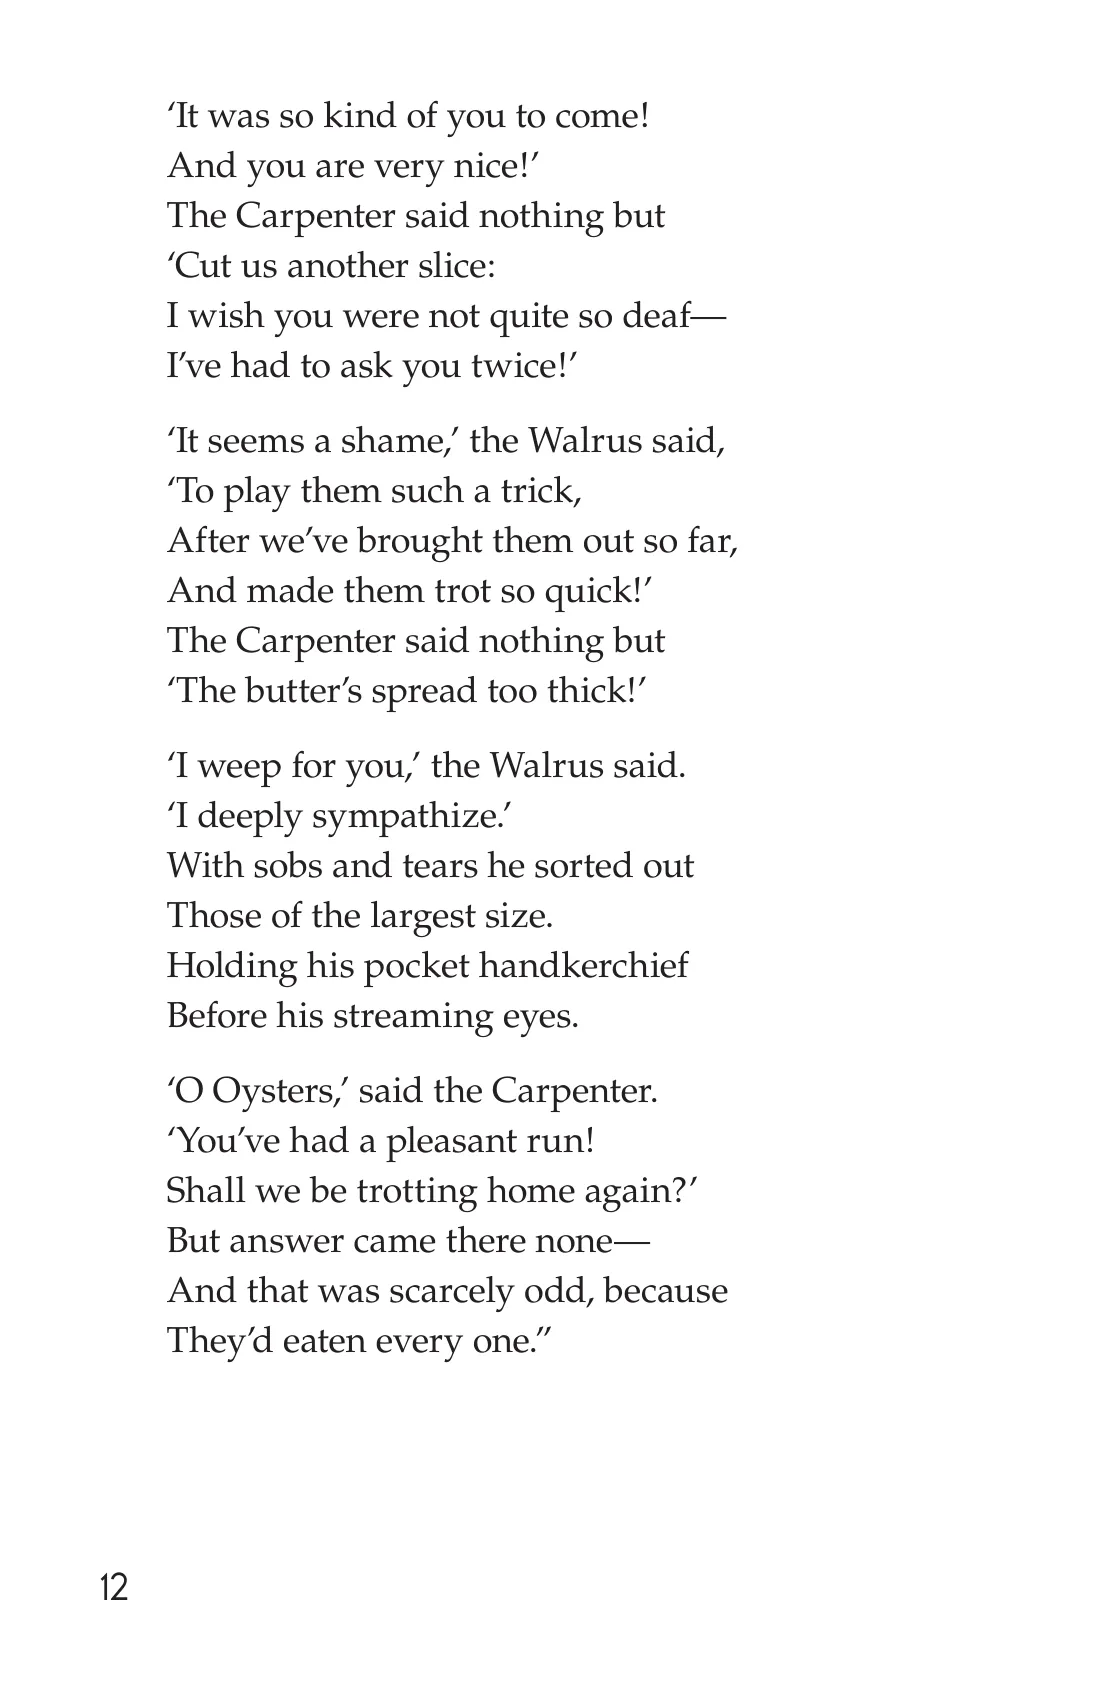 ‘It was so kind of you to come!
And you are very nice!’
The Carpenter said nothing but
‘Cut us another slice:
I wish you were not quite so deaf—
I’ve had to ask you twice!’
‘It seems a shame,’ the Walrus said,
‘To play them such a trick,
After we’ve brought them out so far,
And made them trot so quick!’
The Carpenter said nothing but
‘The butter’s spread too thick!’
‘I weep for you,’ the Walrus said.
‘I deeply sympathize.’
With sobs and tears he sorted out
Those of the largest size.
Holding his pocket handkerchief
Before his streaming eyes.
‘O Oysters,’ said the Carpenter.
‘You’ve had a pleasant run!
Shall we be trotting home again?’
But answer came there none—
And that was scarcely odd, because
They’d eaten every one.”
12